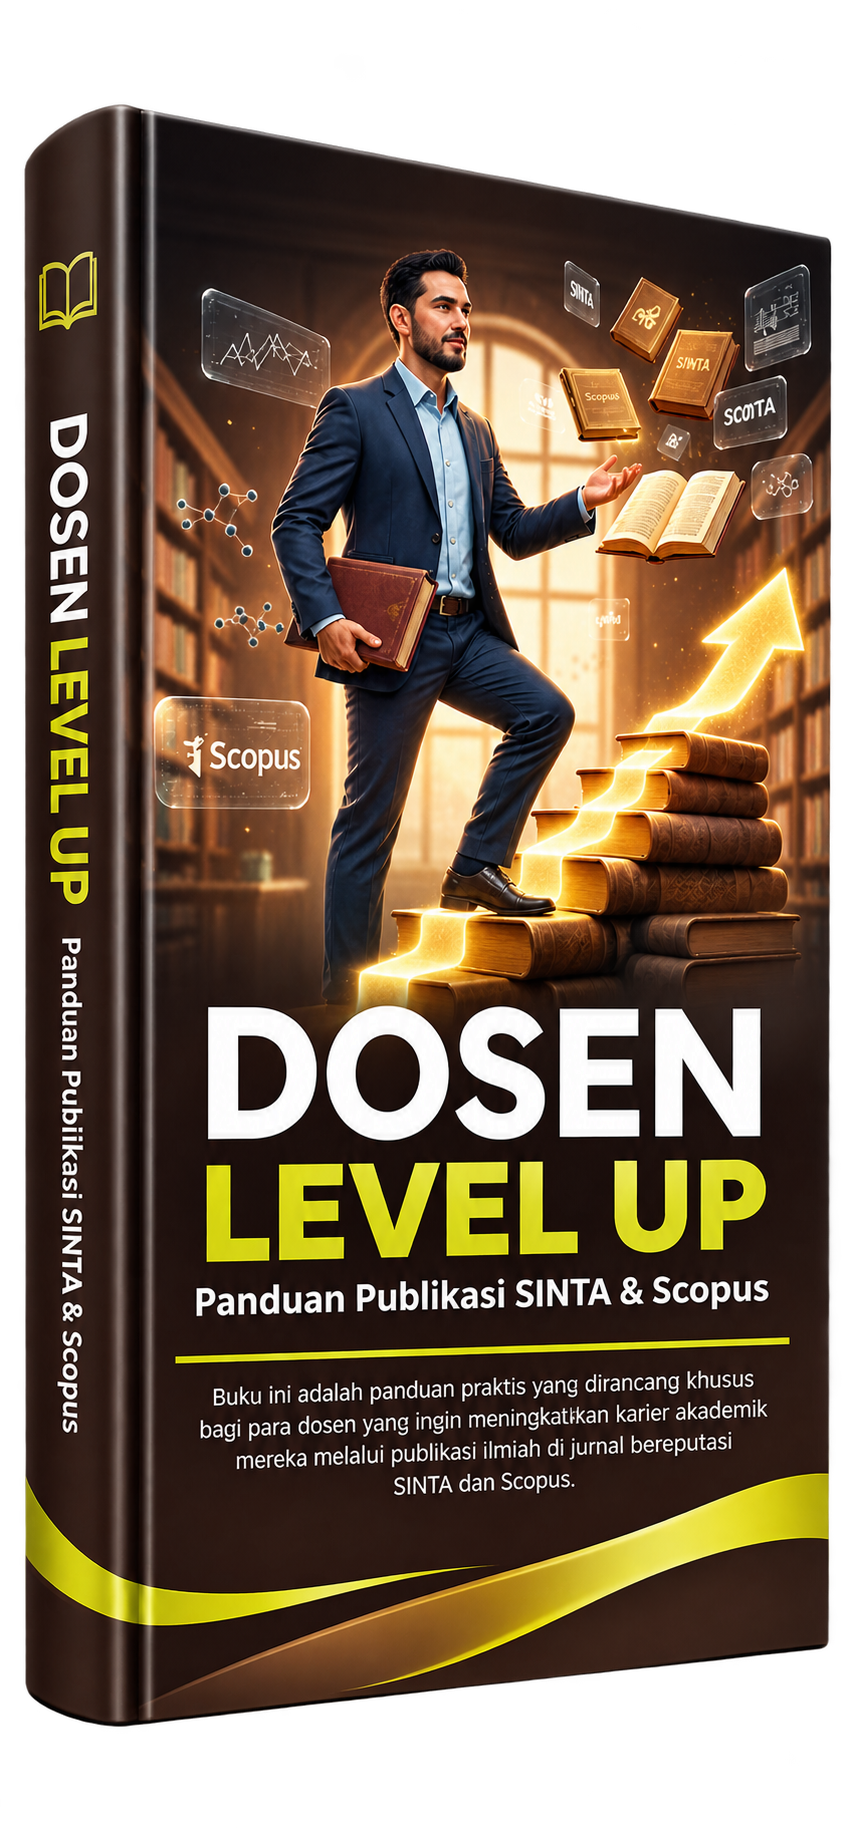 DOSEN LEVEL UP Panduan Pubiikasi SINTA & Scopus
SINTA
SINTA
Scopus
SCOYTA
Scopus
DOSEN
LEVEL UP
Panduan Publikasi SINTA & Scopus
Buku ini adalah panduan praktis yang dirancang khusus
bagi para dosen yang ingin meningkatkan karier akademik
mereka melalui publikasi ilmiah di jurnal bereputasi
SINTA dan Scopus.